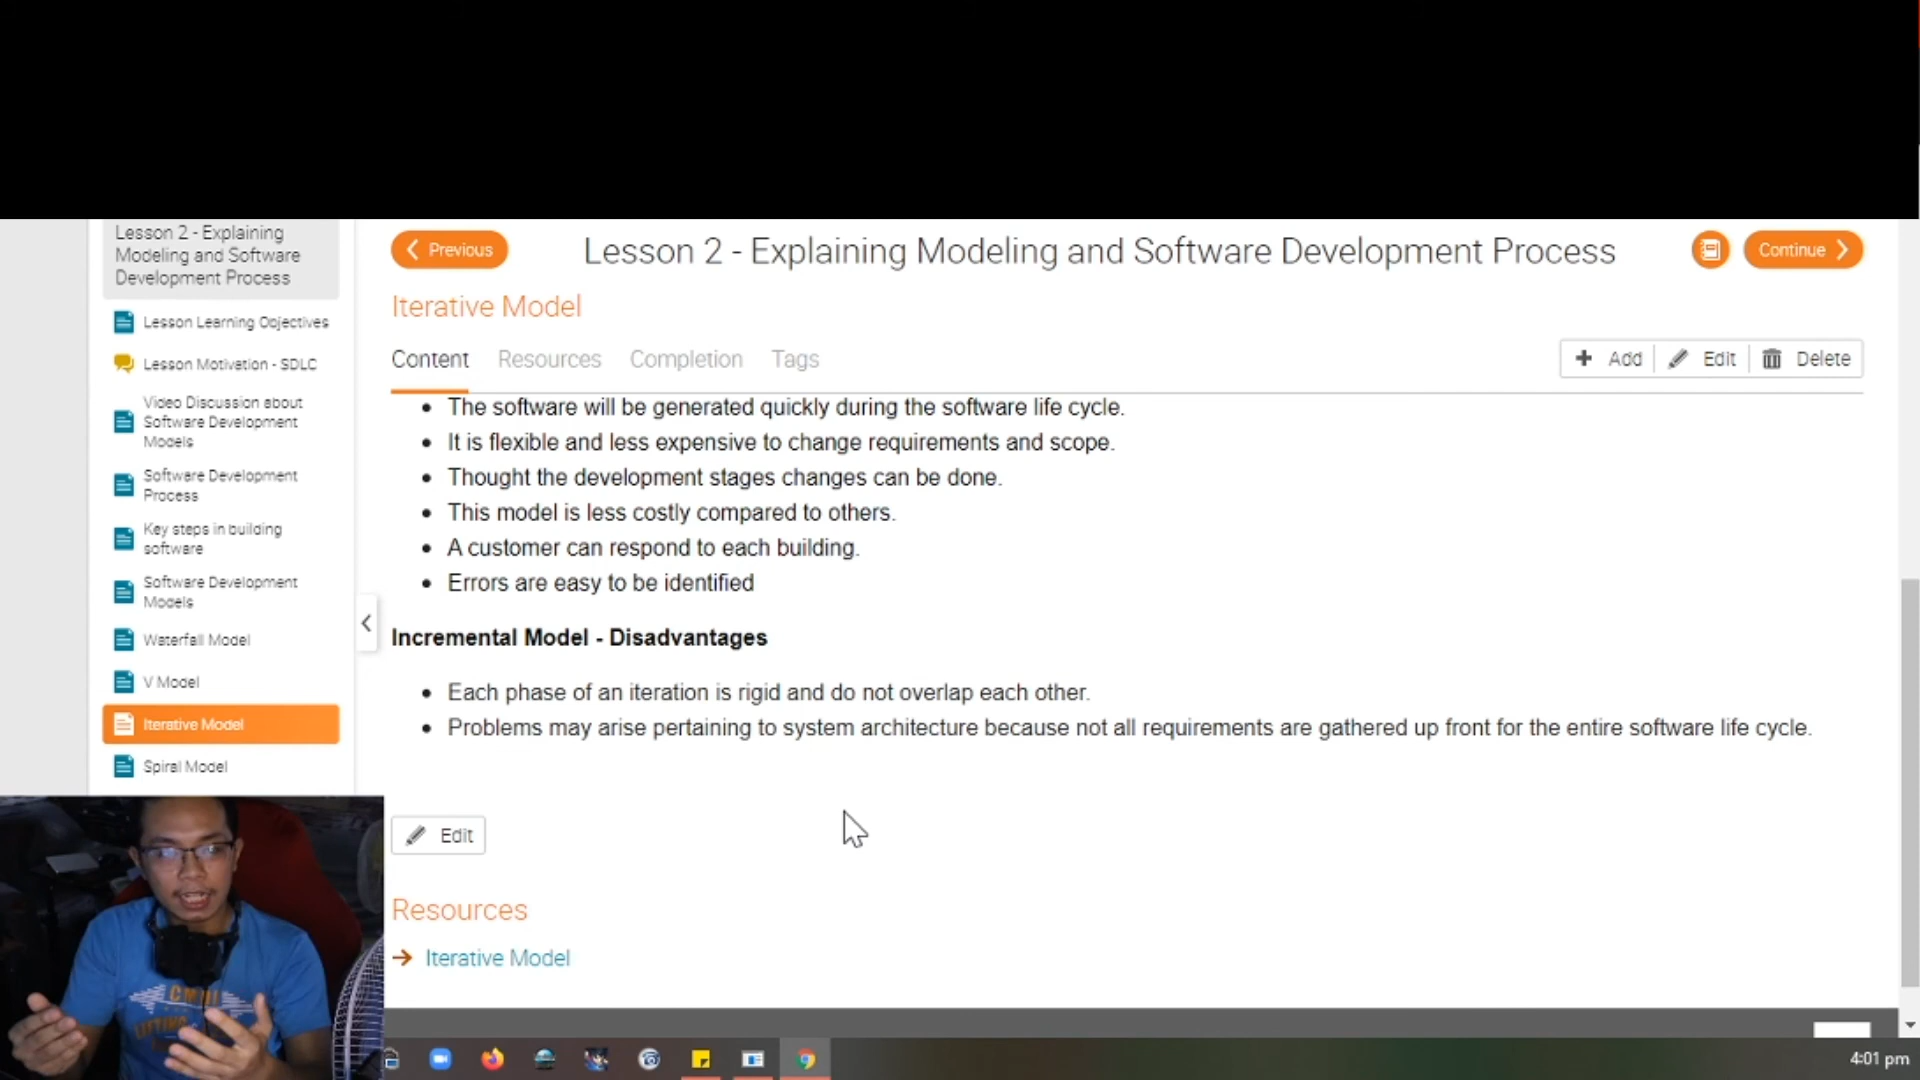 Lesson 2 - Explaining
Modeling and Software
Development Process
Lesson Learning Objectives
Lesson Motivation - SDLC
Video Discussion about
Software Development
Models
Software Development
Process
Key steps in building
software
Software Development
Models
Waterfall Model
V Model
Iterative Model
Spiral Model
Previous
Lesson 2 - Explaining Modeling and Software Development Process
Continue
Iterative Model
Content Resources Completion Tags
Add Edit Delete
• The software will be generated quickly during the software life cycle.
• It is flexible and less expensive to change requirements and scope.
• Thought the development stages changes can be done.
• This model is less costly compared to others.
• A customer can respond to each building.
• Errors are easy to be identified
Incremental Model - Disadvantages
• Each phase of an iteration is rigid and do not overlap each other.
• Problems may arise pertaining to system architecture because not all requirements are gathered up front for the entire software life cycle.
Edit
Resources
Iterative Model
4:01 pm